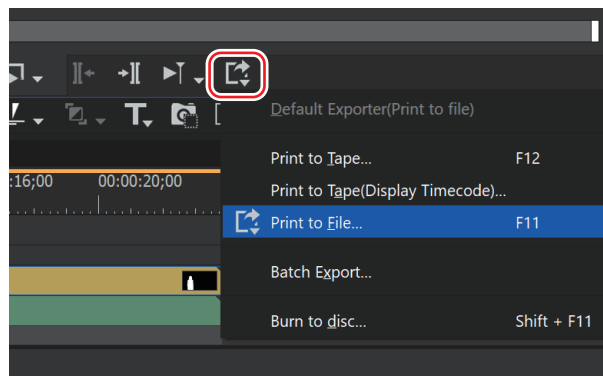 Default Exporter(Print to file)
Print to Tape... F12
Print to Tape(Display Timecode)...
:16;00 00:00:20;00
Print to File... F11
Batch Export...
Burn to disc... Shift + F11